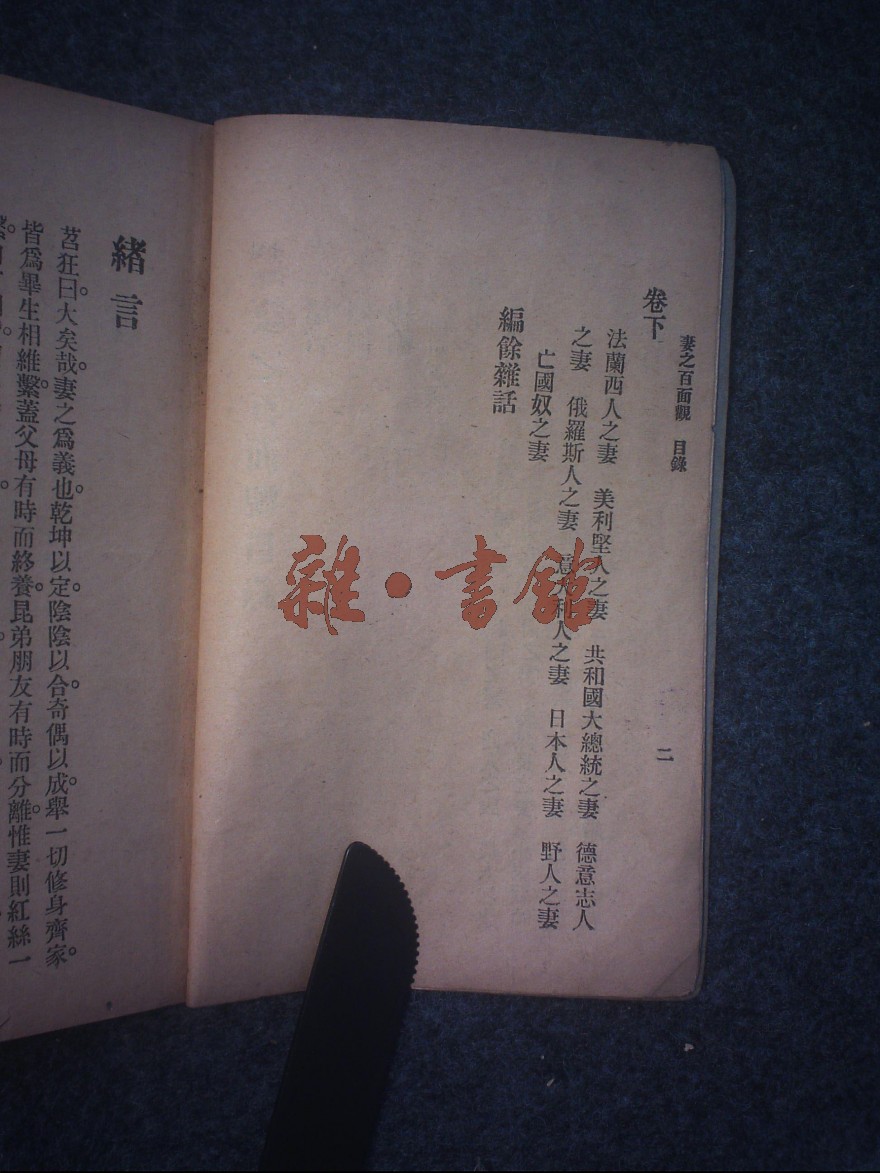 妻之百面觀　目錄
二
卷下
法蘭西人之妻　美利堅人之妻　共和國大總統之妻　德意志人
之妻　俄羅斯人之妻　意大利人之妻　日本人之妻　野人之妻
亡國奴之妻
編餘雜話
雜·書館
緒言
苕狂曰。大矣哉。妻之爲義也。乾坤以定。陰陰以合。奇偶以成。舉一切修身齊家。
皆爲畢生相維繫。蓋父母有時而終養。昆弟朋友有時而分離。惟妻則紅絲一